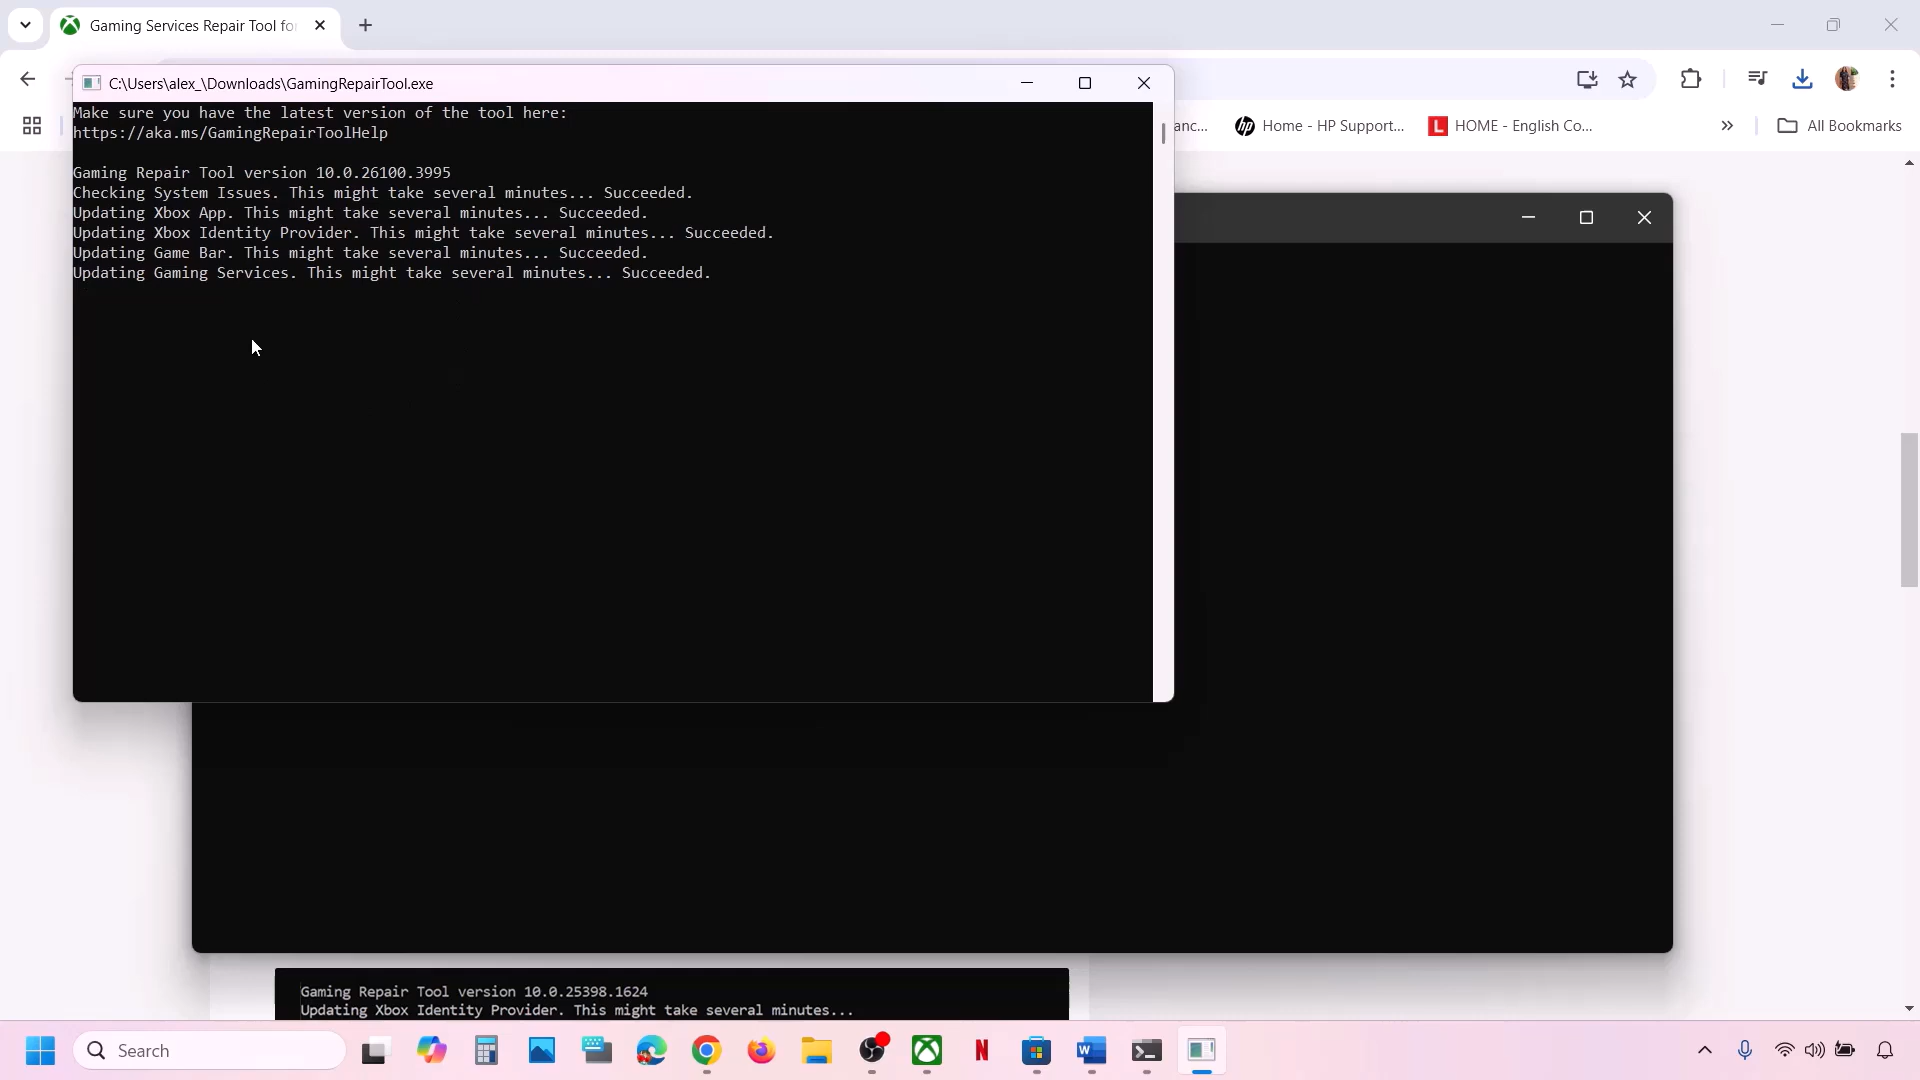 Gaming Services Repair Tool fo
C:\Users\alex_\Downloads\GamingRepairTool.exe
Make sure you have the latest version of the tool here:
https://aka.ms/GamingRepairToolHelp
Gaming Repair Tool version 10.0.26100.3995
Checking System Issues. This might take several minutes... Succeeded.
Updating Xbox App. This might take several minutes... Succeeded.
Updating Xbox Identity Provider. This might take several minutes... Succeeded.
Updating Game Bar. This might take several minutes... Succeeded.
Updating Gaming Services. This might take several minutes... Succeeded.
anc...
hp Home - HP Support...
L HOME - English Co...
All Bookmarks
Gaming Repair Tool version 10.0.25398.1624
Updating Xbox Identity Provider. This might take several minutes...
Search
N
W